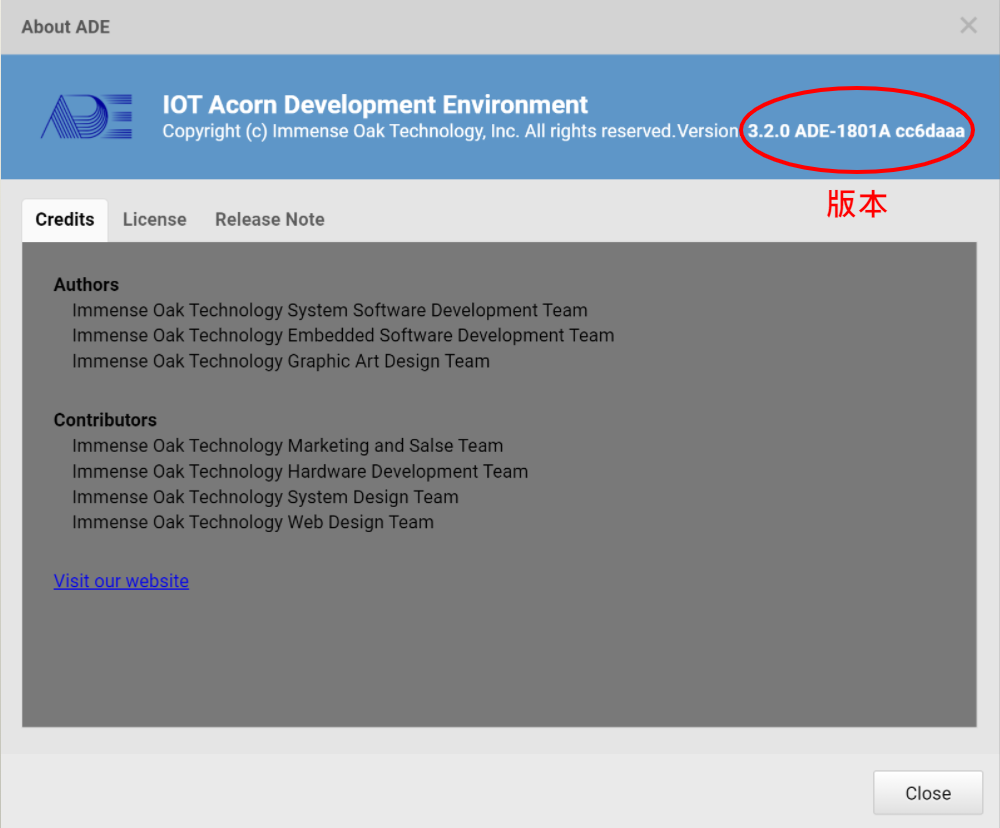 About ADE
ADE
IOT Acorn Development Environment
Copyright (c) Immense Oak Technology, Inc. All rights reserved.Version 3.2.0 ADE-1801A cc6daaa
版本
Credits License Release Note
Authors
Immense Oak Technology System Software Development Team
Immense Oak Technology Embedded Software Development Team
Immense Oak Technology Graphic Art Design Team
Contributors
Immense Oak Technology Marketing and Salse Team
Immense Oak Technology Hardware Development Team
Immense Oak Technology System Design Team
Immense Oak Technology Web Design Team
Visit our website
Close